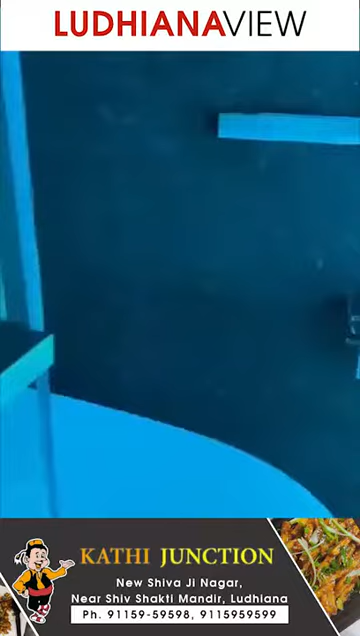 LUDHIANAVIEW
KATHI JUNCTION
New Shiva Ji Nagar,
Near Shiv Shakti Mandir, Ludhiana
Ph. 91159-59598, 9115959599